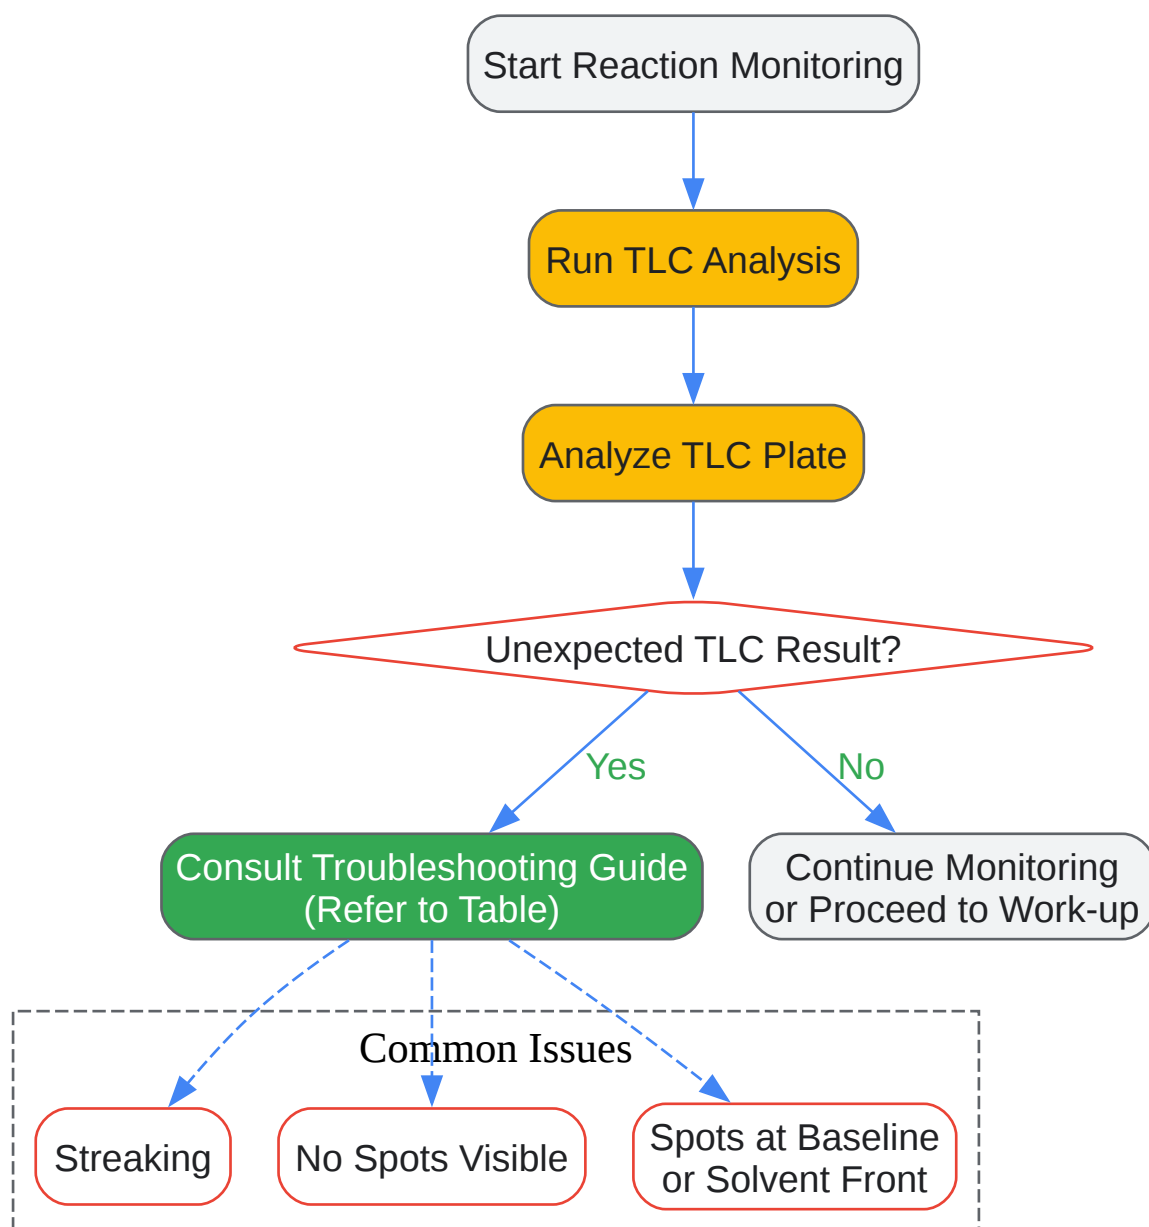 Start Reaction Monitoring
Run TLC Analysis
Analyze TLC Plate
Unexpected TLC Result?
Yes
No
Consult Troubleshooting Guide
(Refer to Table)
Continue Monitoring
or Proceed to Work-up
Common Issues
Streaking
No Spots Visible
Spots at Baseline
or Solvent Front